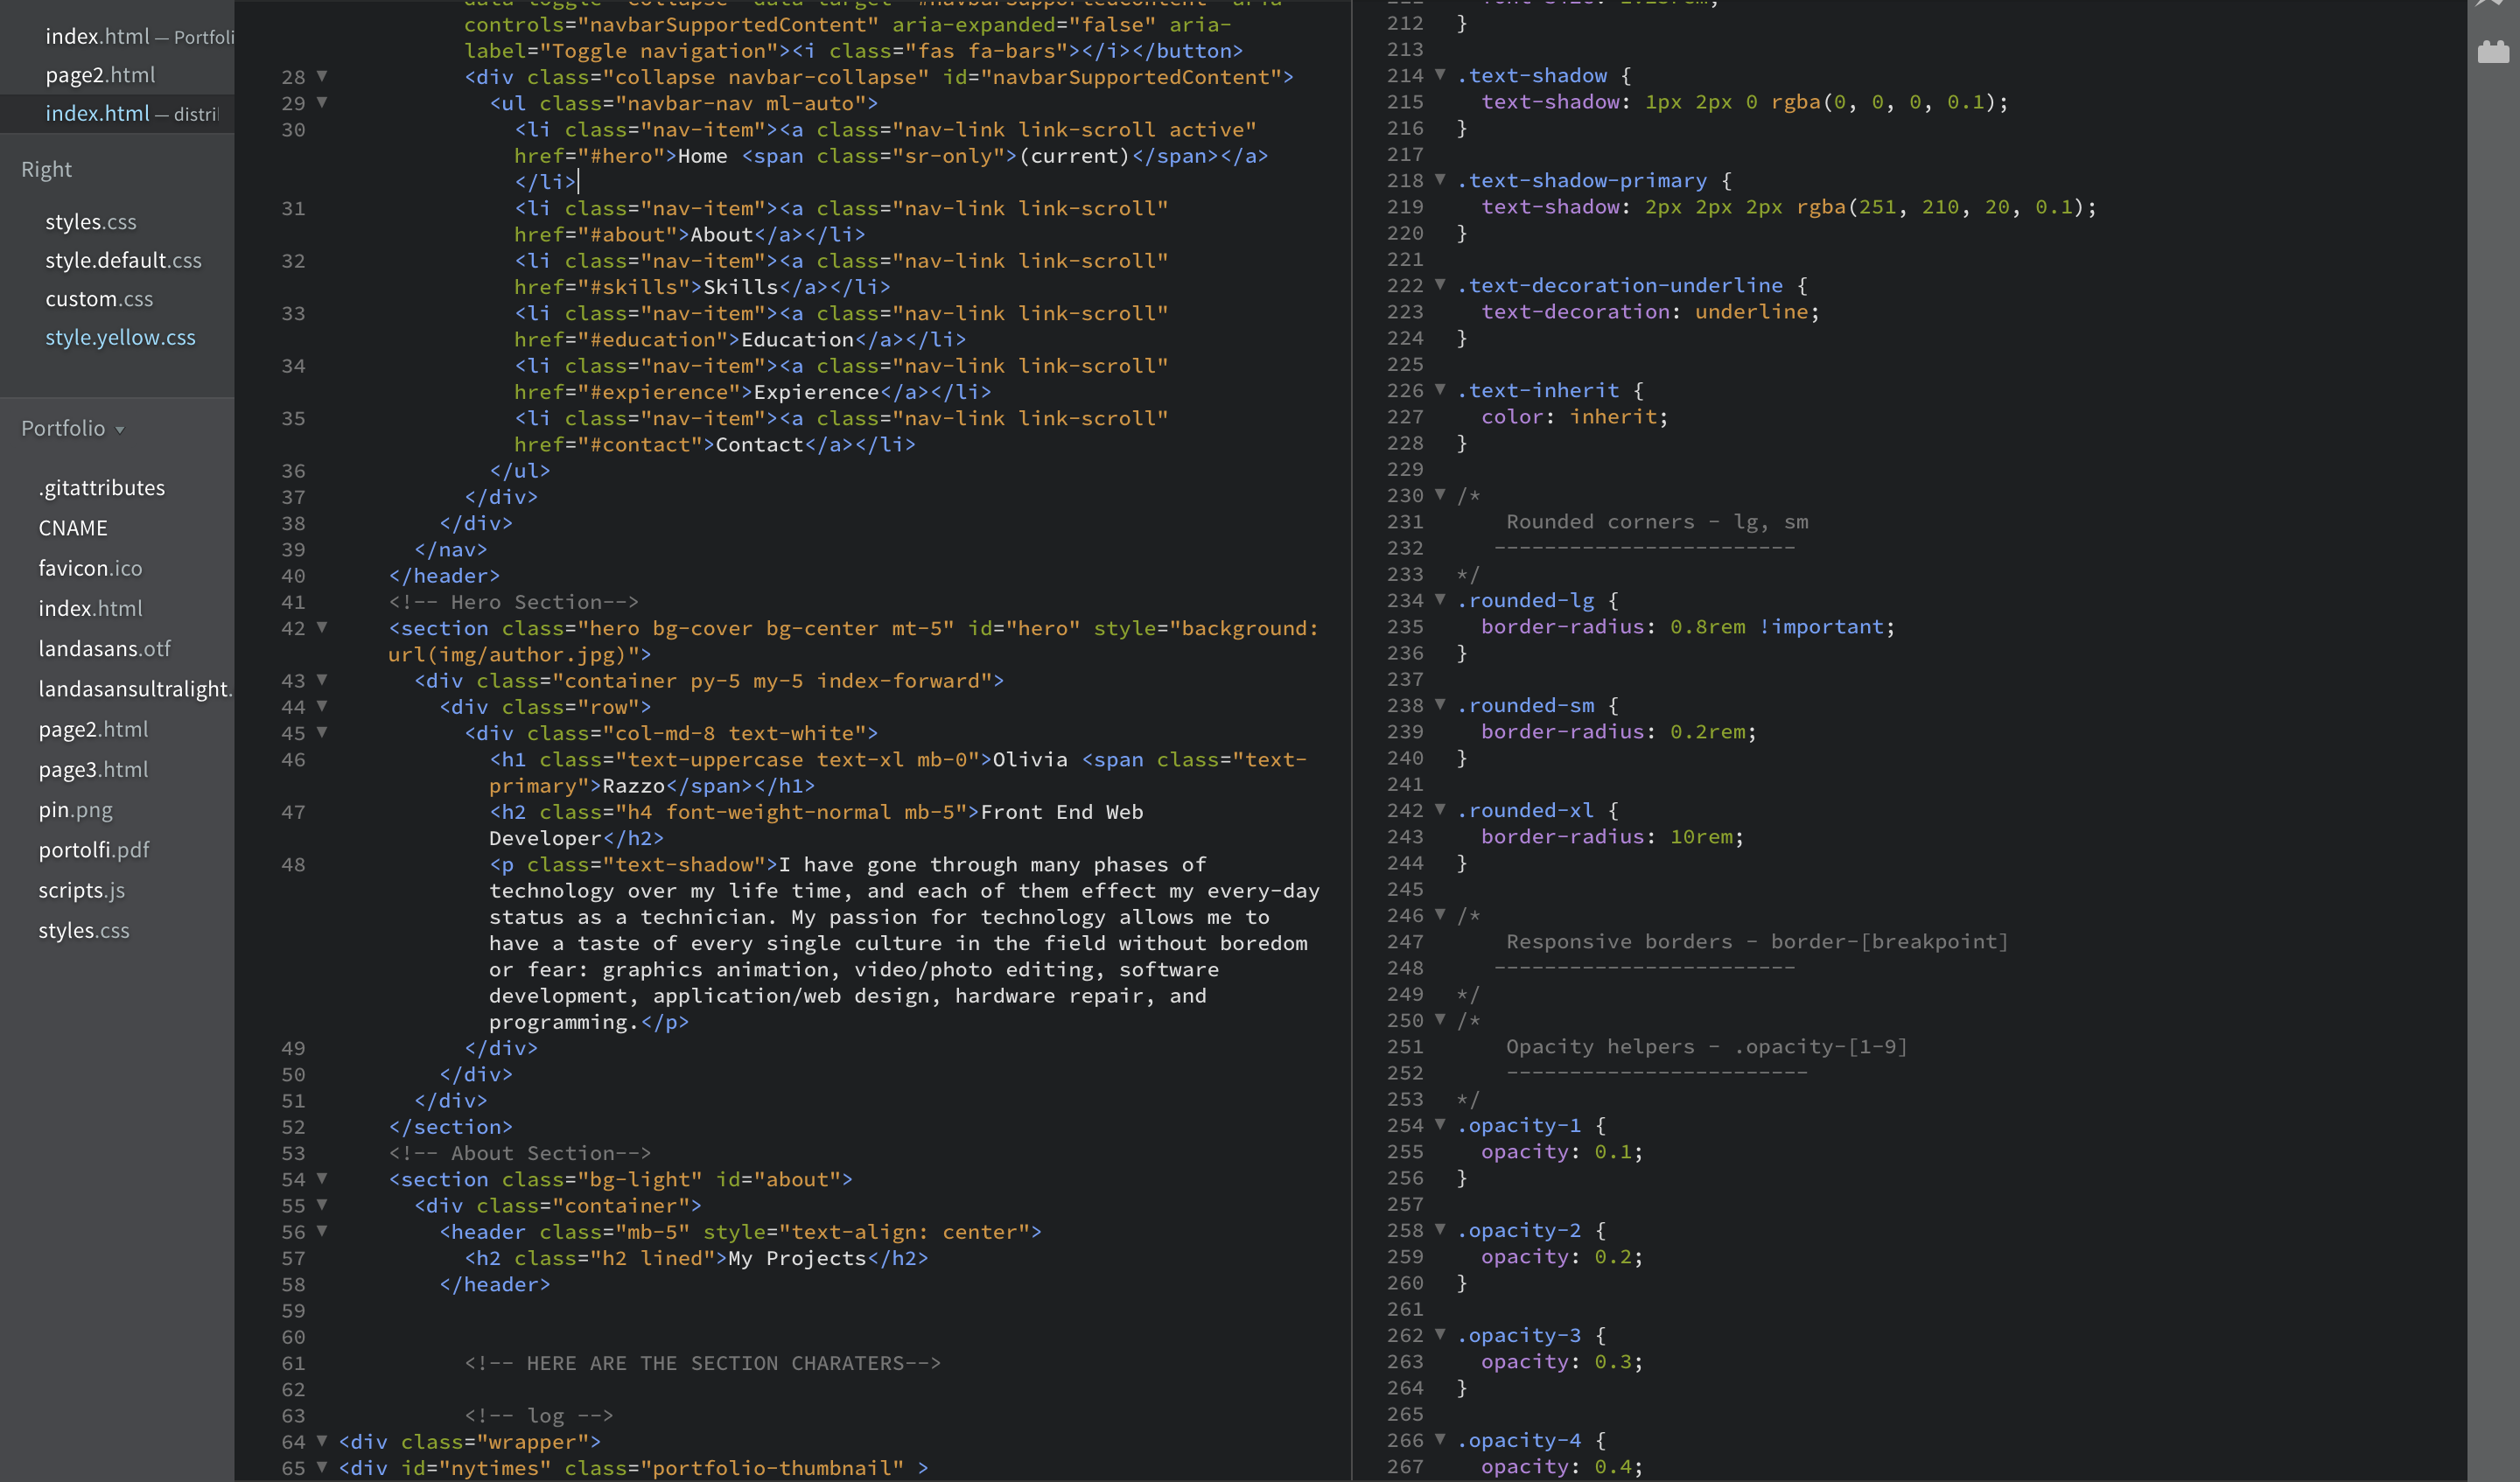 index.html — Portfoli
page2.html
index.html — distri
Right
styles.css
style.default.css
custom.css
style.yellow.css
Portfolio
.gitattributes
CNAME
favicon.ico
index.html
landasans.otf
landasansultralight.
page2.html
page3.html
pin.png
portolfi.pdf
scripts.js
styles.css
controls="navbarSupportedContent" aria-expanded="false" aria-
label="Toggle navigation"><i class="fas fa-bars"></i></button>
28 <div class="collapse navbar-collapse" id="navbarSupportedContent">
29 <ul class="navbar-nav ml-auto">
30 <li class="nav-item"><a class="nav-link link-scroll active"
href="#hero">Home <span class="sr-only">(current)</span></a>
</li>
31 <li class="nav-item"><a class="nav-link link-scroll"
href="#about">About</a></li>
32 <li class="nav-item"><a class="nav-link link-scroll"
href="#skills">Skills</a></li>
33 <li class="nav-item"><a class="nav-link link-scroll"
href="#education">Education</a></li>
34 <li class="nav-item"><a class="nav-link link-scroll"
href="#expierence">Expierence</a></li>
35 <li class="nav-item"><a class="nav-link link-scroll"
href="#contact">Contact</a></li>
36 </ul>
37 </div>
38 </div>
39 </nav>
40 </header>
41 <!-- Hero Section-->
42 <section class="hero bg-cover bg-center mt-5" id="hero" style="background:
url(img/author.jpg)">
43 <div class="container py-5 my-5 index-forward">
44 <div class="row">
45 <div class="col-md-8 text-white">
46 <h1 class="text-uppercase text-xl mb-0">Olivia <span class="text-
primary">Razzo</span></h1>
47 <h2 class="h4 font-weight-normal mb-5">Front End Web
Developer</h2>
48 <p class="text-shadow">I have gone through many phases of
technology over my life time, and each of them effect my every-day
status as a technician. My passion for technology allows me to
have a taste of every single culture in the field without boredom
or fear: graphics animation, video/photo editing, software
development, application/web design, hardware repair, and
programming.</p>
49 </div>
50 </div>
51 </div>
52 </section>
53 <!-- About Section-->
54 <section class="bg-light" id="about">
55 <div class="container">
56 <header class="mb-5" style="text-align: center">
57 <h2 class="h2 lined">My Projects</h2>
58 </header>
59
60
61 <!-- HERE ARE THE SECTION CHARATERS-->
62
63 <!-- log -->
64 <div class="wrapper">
65 <div id="nytimes" class="portfolio-thumbnail" >
212 }
213
214 .text-shadow {
215 text-shadow: 1px 2px 0 rgba(0, 0, 0, 0.1);
216 }
217
218 .text-shadow-primary {
219 text-shadow: 2px 2px 2px rgba(251, 210, 20, 0.1);
220 }
221
222 .text-decoration-underline {
223 text-decoration: underline;
224 }
225
226 .text-inherit {
227 color: inherit;
228 }
229
230 /*
231 Rounded corners - lg, sm
232 ------------------------
233 */
234 .rounded-lg {
235 border-radius: 0.8rem !important;
236 }
237
238 .rounded-sm {
239 border-radius: 0.2rem;
240 }
241
242 .rounded-xl {
243 border-radius: 10rem;
244 }
245
246 /*
247 Responsive borders - border-[breakpoint]
248 ------------------------
249 */
250 /*
251 Opacity helpers - .opacity-[1-9]
252 ------------------------
253 */
254 .opacity-1 {
255 opacity: 0.1;
256 }
257
258 .opacity-2 {
259 opacity: 0.2;
260 }
261
262 .opacity-3 {
263 opacity: 0.3;
264 }
265
266 .opacity-4 {
267 opacity: 0.4;